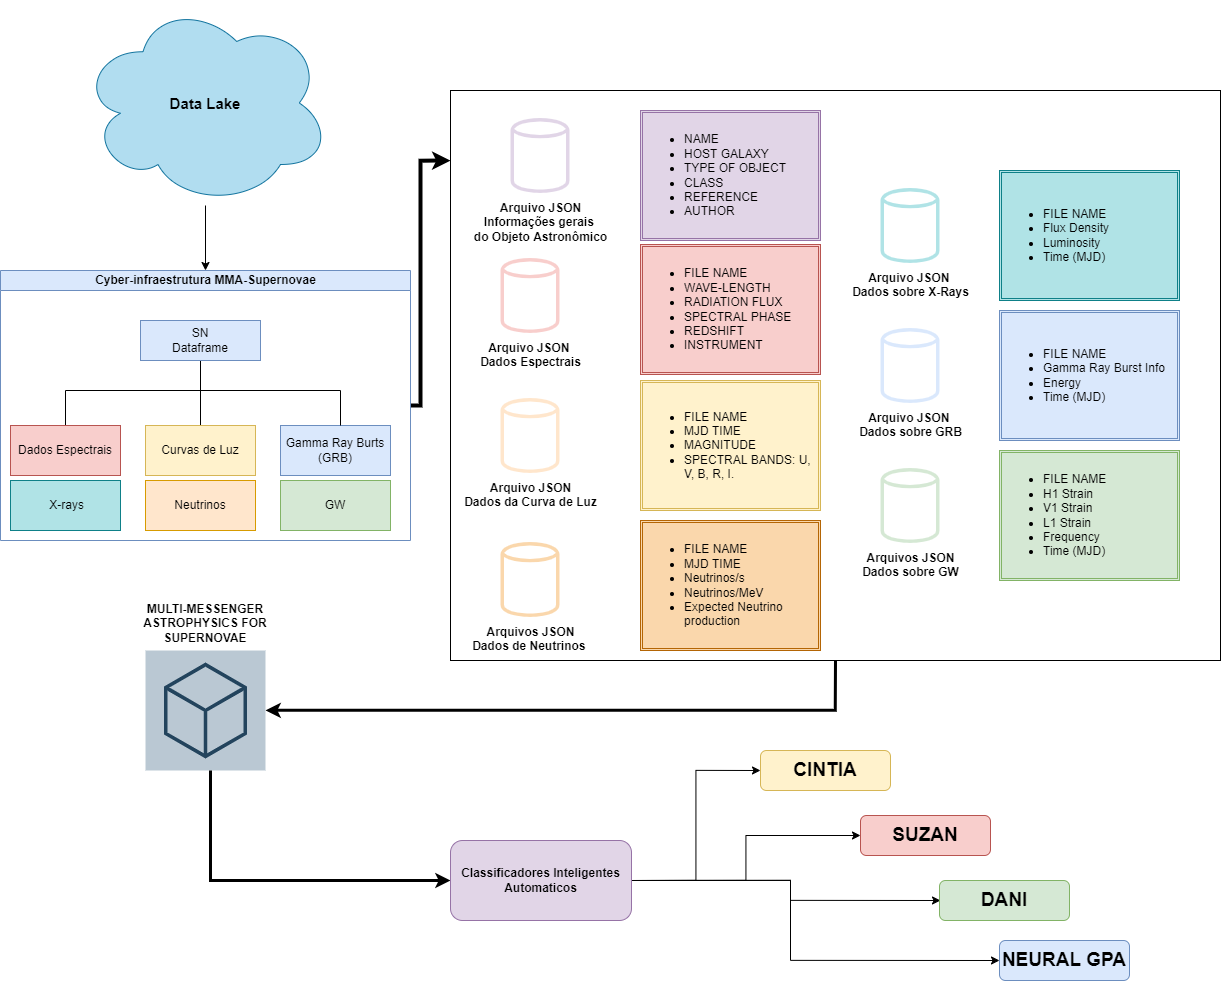 Data Lake
Cyber-infraestrutura MMA-Supernovae
SN
Dataframe
Dados Espectrais
Curvas de Luz
Gamma Ray Burts
(GRB)
X-rays
Neutrinos
GW
Arquivo JSON
Informações gerais
do Objeto Astronômico
NAME
HOST GALAXY
TYPE OF OBJECT
CLASS
REFERENCE
AUTHOR
Arquivo JSON
Dados Espectrais
FILE NAME
WAVE-LENGTH
RADIATION FLUX
SPECTRAL PHASE
REDSHIFT
INSTRUMENT
Arquivo JSON
Dados da Curva de Luz
FILE NAME
MJD TIME
MAGNITUDE
SPECTRAL BANDS: U,
V, B, R, I.
Arquivos JSON
Dados de Neutrinos
FILE NAME
MJD TIME
Neutrinos/s
Neutrinos/MeV
Expected Neutrino
production
Arquivo JSON
Dados sobre X-Rays
FILE NAME
Flux Density
Luminosity
Time (MJD)
Arquivo JSON
Dados sobre GRB
FILE NAME
Gamma Ray Burst Info
Energy
Time (MJD)
Arquivos JSON
Dados sobre GW
FILE NAME
H1 Strain
V1 Strain
L1 Strain
Frequency
Time (MJD)
MULTI-MESSENGER
ASTROPHYSICS FOR
SUPERNOVAE
Classificadores Inteligentes
Automaticos
CINTIA
SUZAN
DANI
NEURAL GPA